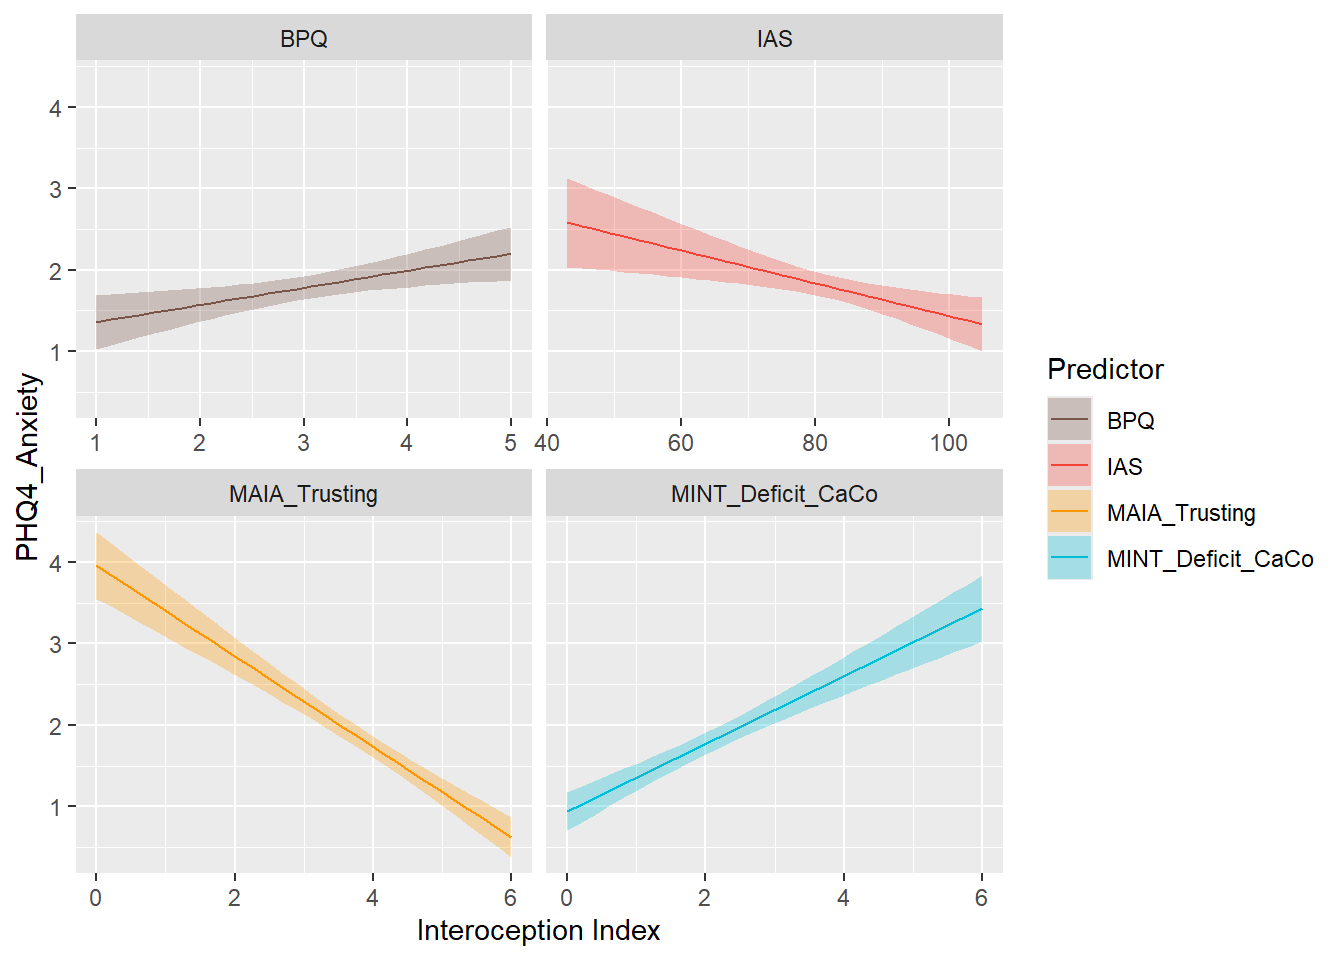 BPQ
IAS
4
3
2
1
1 2 3 4 5
40 60 80 100
MAIA_Trusting
MINT_Deficit_CaCo
4
3
2
1
0 2 4 6
0 2 4 6
PHQ4_Anxiety
Interoception Index
Predictor
BPQ
IAS
MAIA_Trusting
MINT_Deficit_CaCo